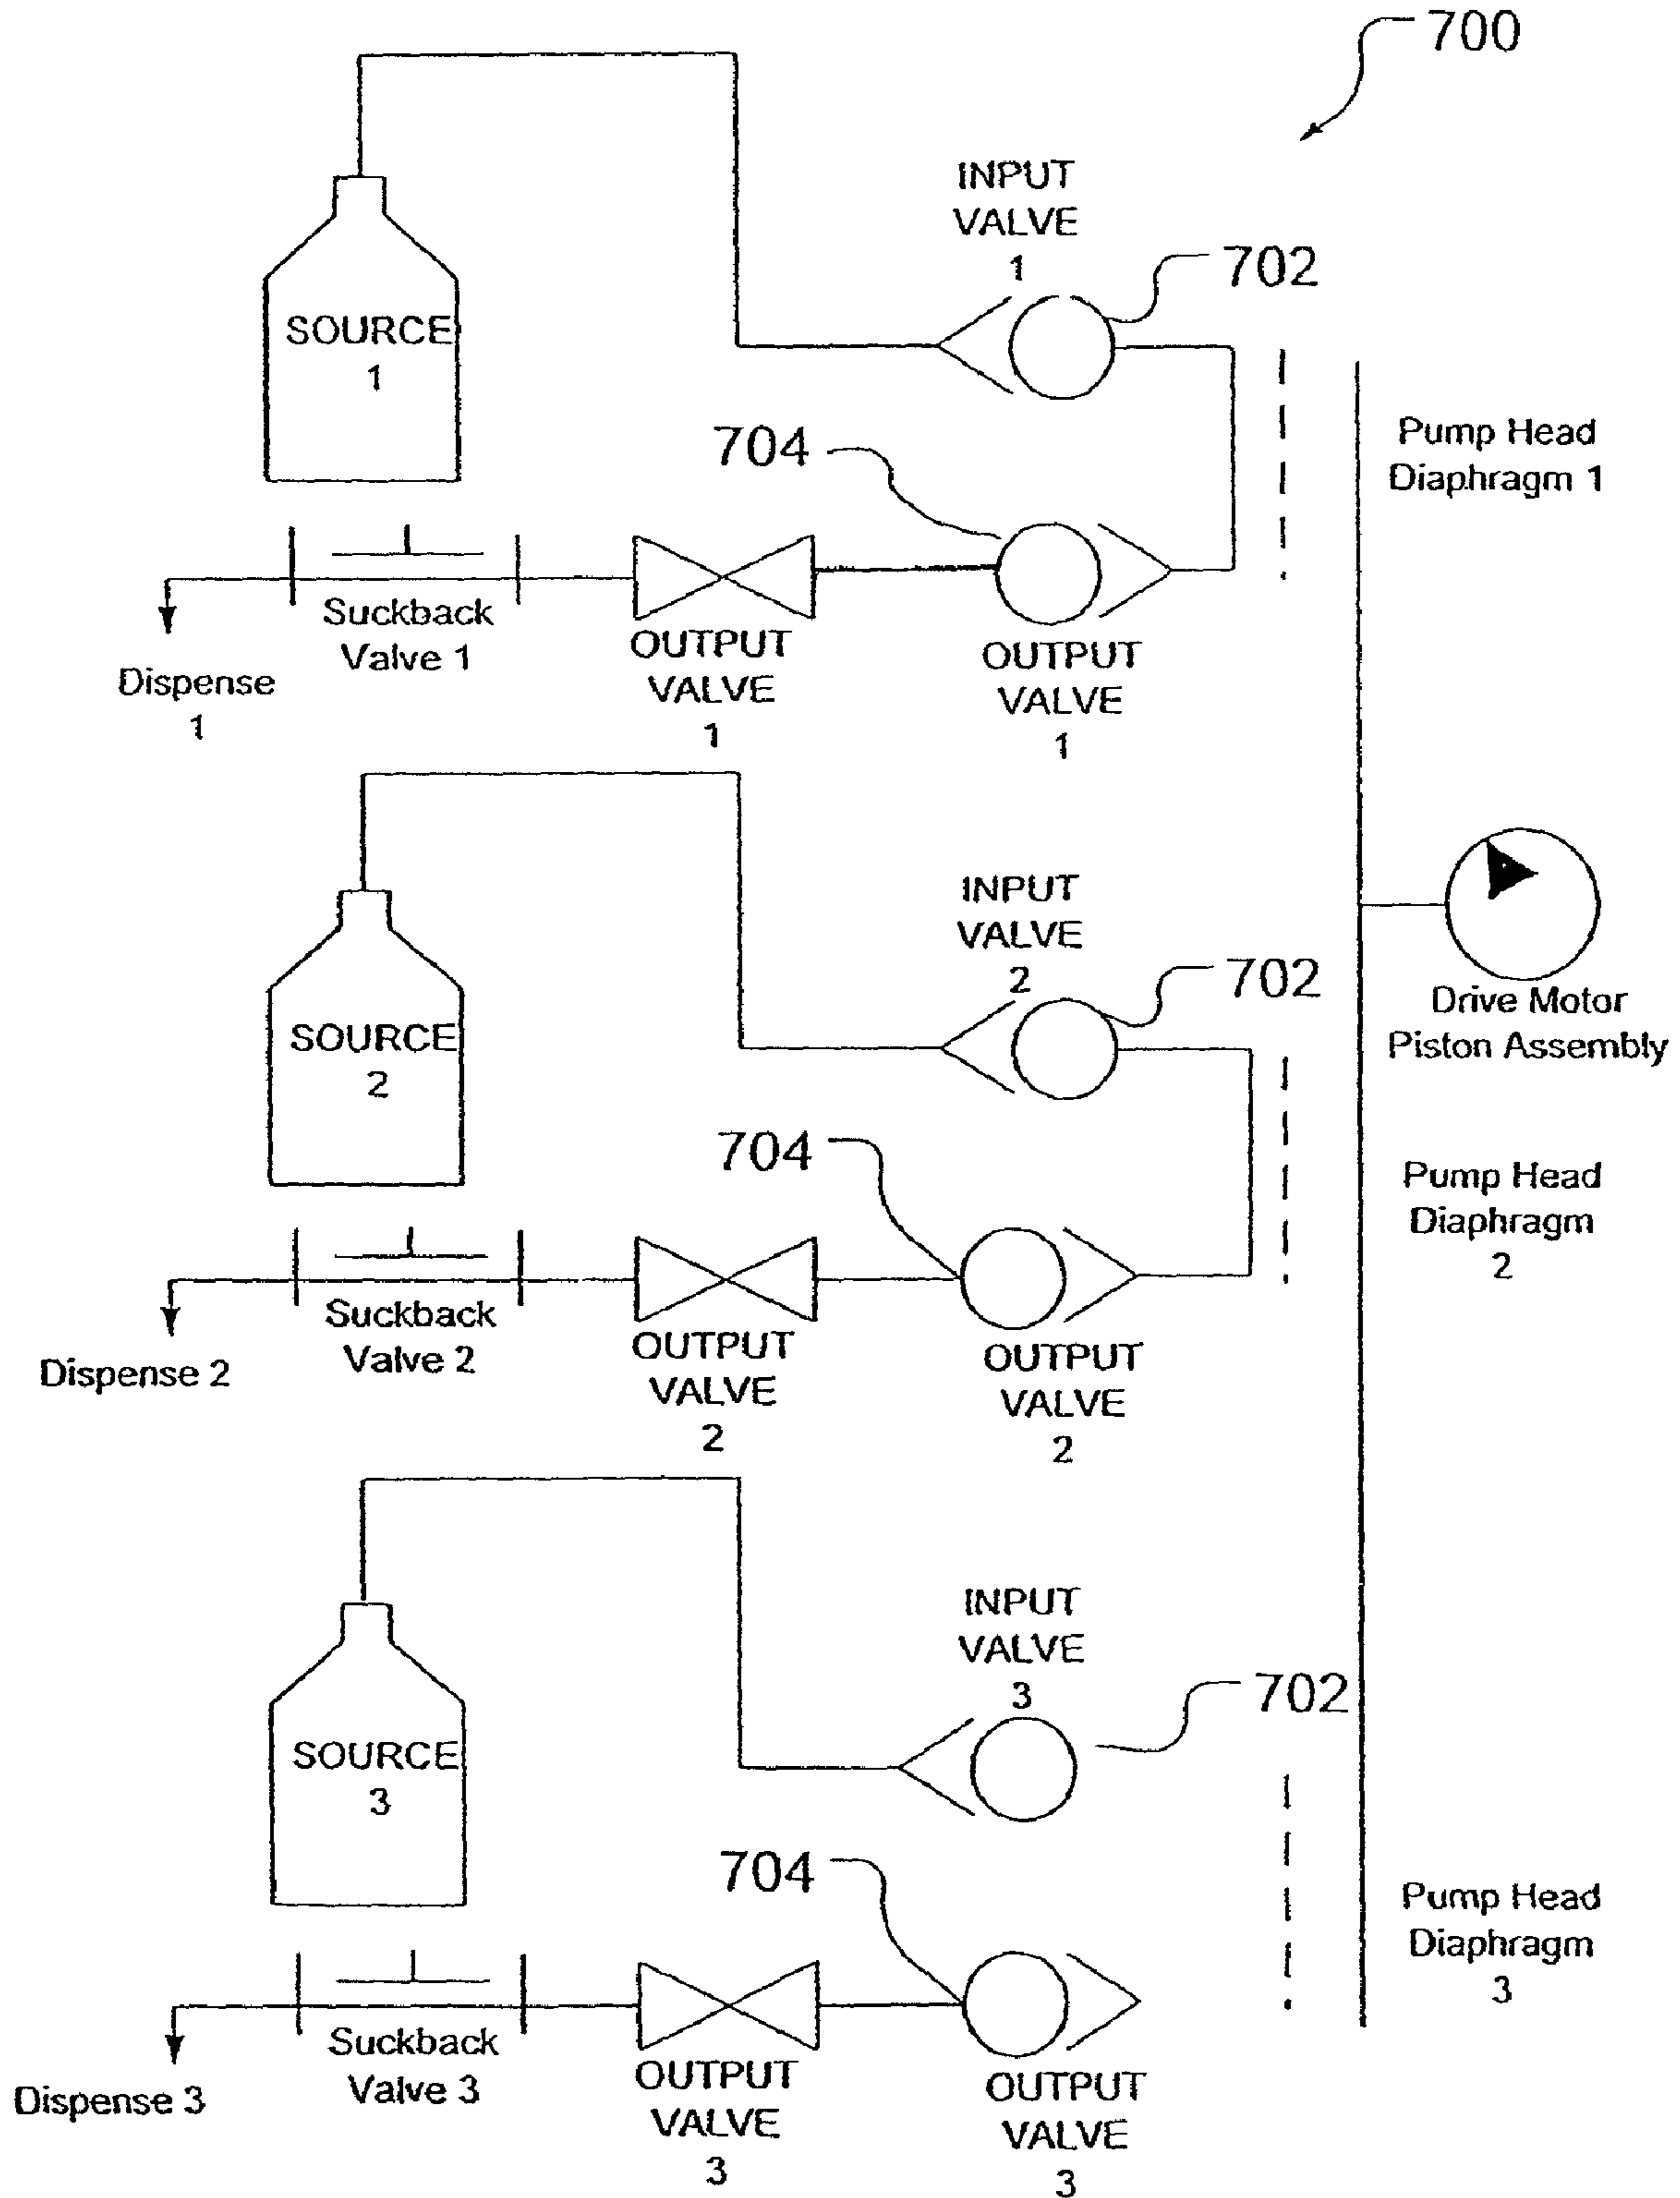 700
INPUT
VALVE
1
702
SOURCE
1
704
Pump Head
Diaphragm 1
Suckback
Valve 1
Dispense
1
OUTPUT
VALVE
1
OUTPUT
VALVE
1
INPUT
VALVE
2
702
SOURCE
2
Drive Motor
Piston Assembly
704
Pump Head
Diaphragm
2
Suckback
Valve 2
Dispense 2
OUTPUT
VALVE
2
OUTPUT
VALVE
2
INPUT
VALVE
3
702
SOURCE
3
704
Pump Head
Diaphragm
3
Suckback
Valve 3
Dispense 3
OUTPUT
VALVE
3
OUTPUT
VALVE
3